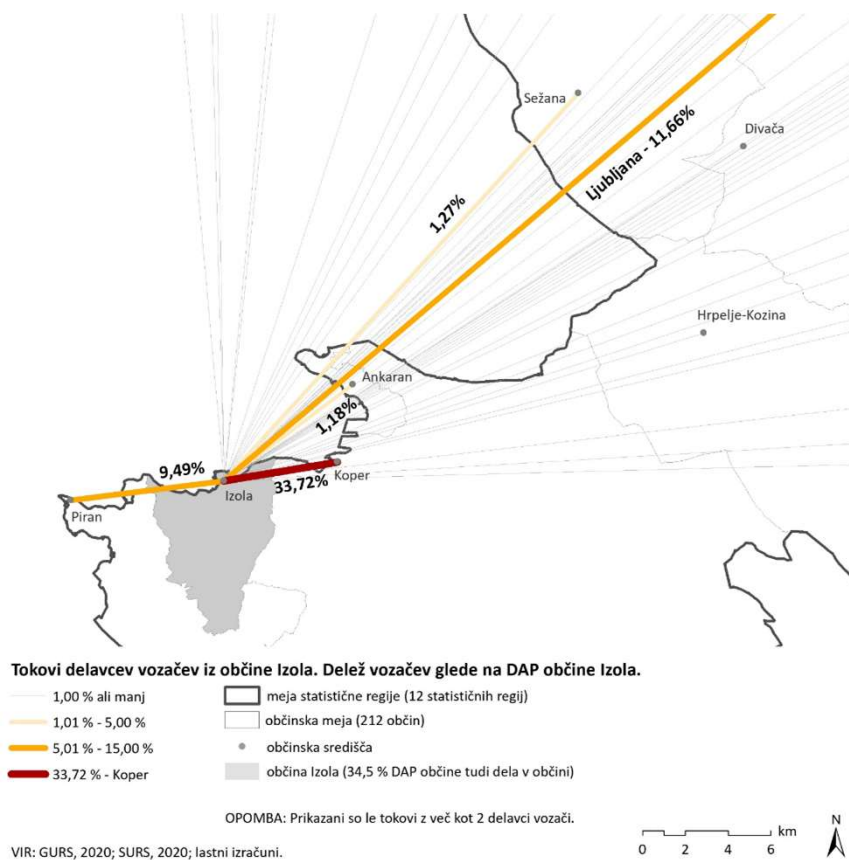 Sežana
Divača
Ljubljana - 11,66%
1,27%
Hrpelje-Kozina
Ankaran
1,18%
9,49%
Koper
33,72%
Izola
Piran
Tokovi delavcev vozačev iz občine Izola. Delež vozačev glede na DAP občine Izola.
1,00 % ali manj
1,01 % - 5,00 %
5,01 % - 15,00 %
33,72 % - Koper
meja statistične regije (12 statističnih regij)
občinska meja (212 občin)
občinska središča
občina Izola (34,5 % DAP občine tudi dela v občini)
OPOMBA: Prikazani so le tokovi z več kot 2 delavci vozači.
VIR: GURS, 2020; SURS, 2020; lastni izračuni.
km
0 2 4 6
N